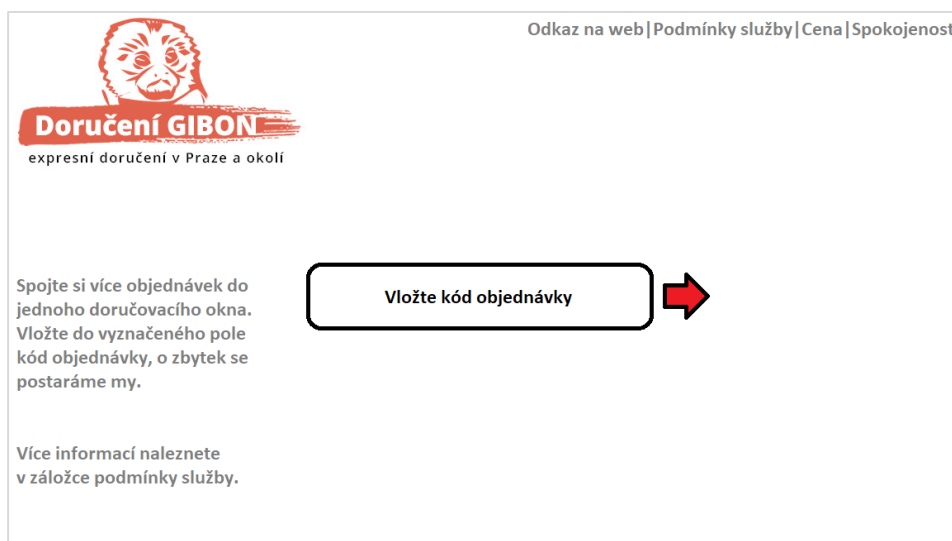 Odkaz na web|Podmínky služby|Cena|Spokojenost
Doručení GIBON
expresní doručení v Praze a okolí
Spojte si více objednávek do
jednoho doručovacího okna.
Vložte do vyznačeného pole
kód objednávky, o zbytek se
postaráme my.
Vložte kód objednávky
Více informací naleznete
v záložce podmínky služby.